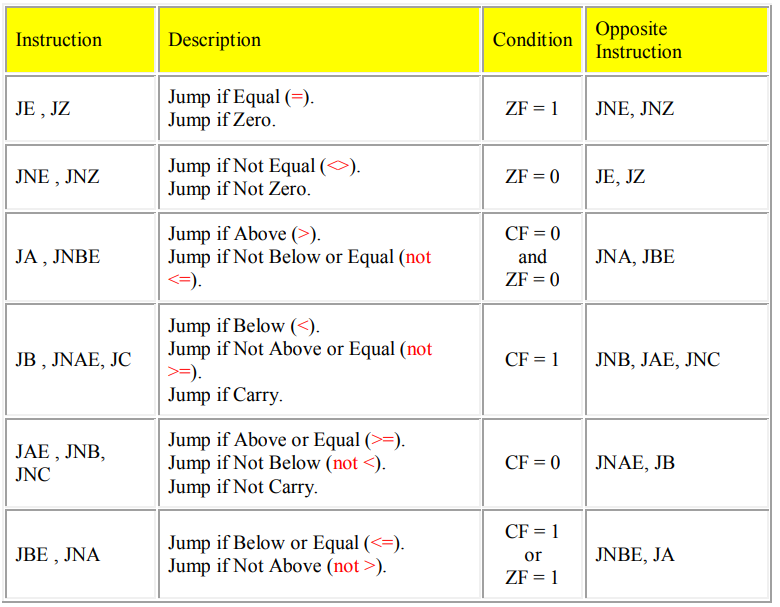 Instruction
Description
Condition
Opposite
Instruction
JE , JZ
Jump if Equal (=).
Jump if Zero.
ZF = 1
JNE, JNZ
JNE , JNZ
Jump if Not Equal (<>).
Jump if Not Zero.
ZF = 0
JE, JZ
JA , JNBE
Jump if Above (>).
Jump if Not Below or Equal (not
<=).
CF = 0
and
ZF = 0
JNA, JBE
JB , JNAE, JC
Jump if Below (<).
Jump if Not Above or Equal (not
>=).
Jump if Carry.
CF = 1
JNB, JAE, JNC
JAE , JNB,
JNC
Jump if Above or Equal (>=).
Jump if Not Below (not <).
Jump if Not Carry.
CF = 0
JNAE, JB
JBE , JNA
Jump if Below or Equal (<=).
Jump if Not Above (not >).
CF = 1
or
ZF = 1
JNBE, JA